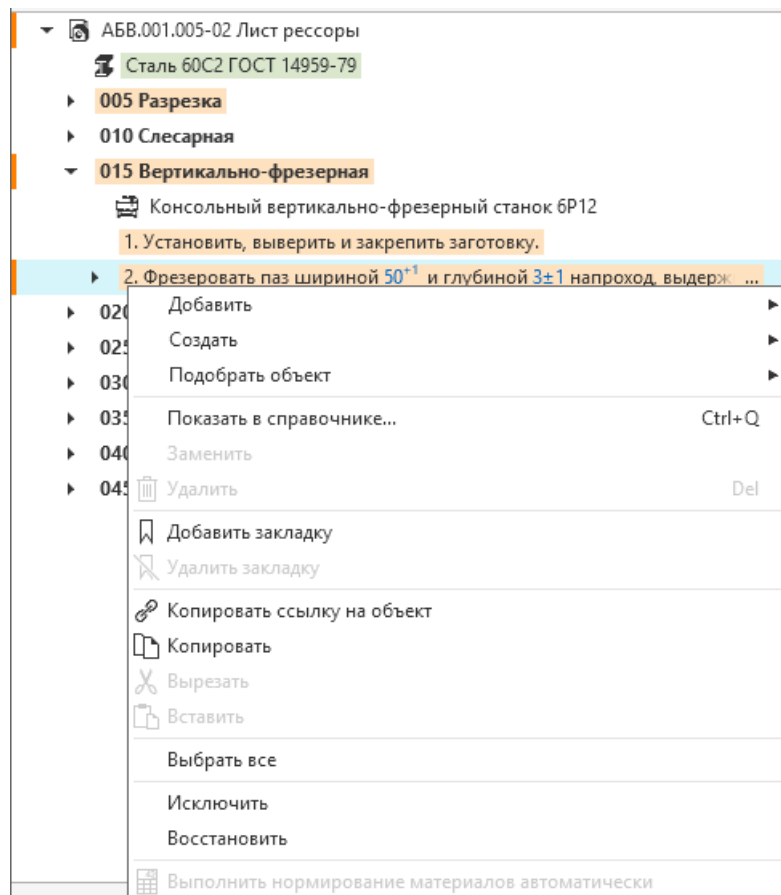 АБВ.001.005-02 Лист рессоры
Сталь 60С2 ГОСТ 14959-79
005 Разрезка
010 Слесарная
015 Вертикально-фрезерная
Консольный вертикально-фрезерный станок 6Р12
1. Установить, выверить и закрепить заготовку.
2. Фрезеровать паз шириной 50⁺¹ и глубиной 3±1 напроход, выдерж ...
Добавить
020
Создать
025
Подобрать объект
030
Показать в справочнике... Ctrl+Q
035
Заменить
040
Удалить Del
045
Добавить закладку
Удалить закладку
Копировать ссылку на объект
Копировать
Вырезать
Вставить
Выбрать все
Исключить
Восстановить
Выполнить нормирование материалов автоматически